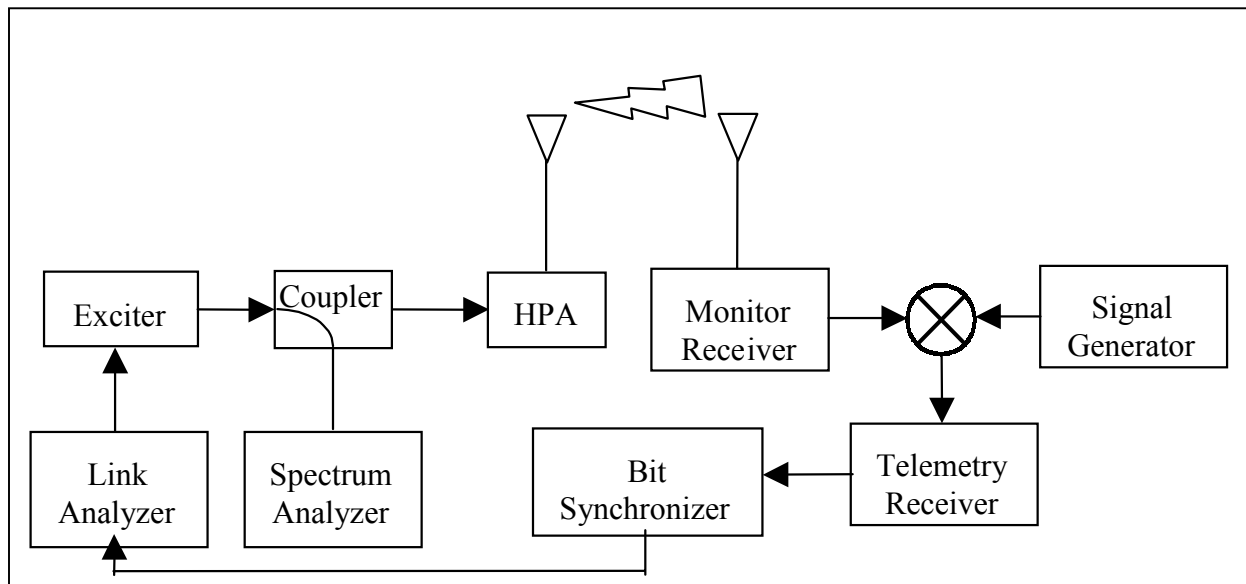 Exciter
Coupler
HPA
Monitor
Receiver
Signal
Generator
Link
Analyzer
Spectrum
Analyzer
Bit
Synchronizer
Telemetry
Receiver